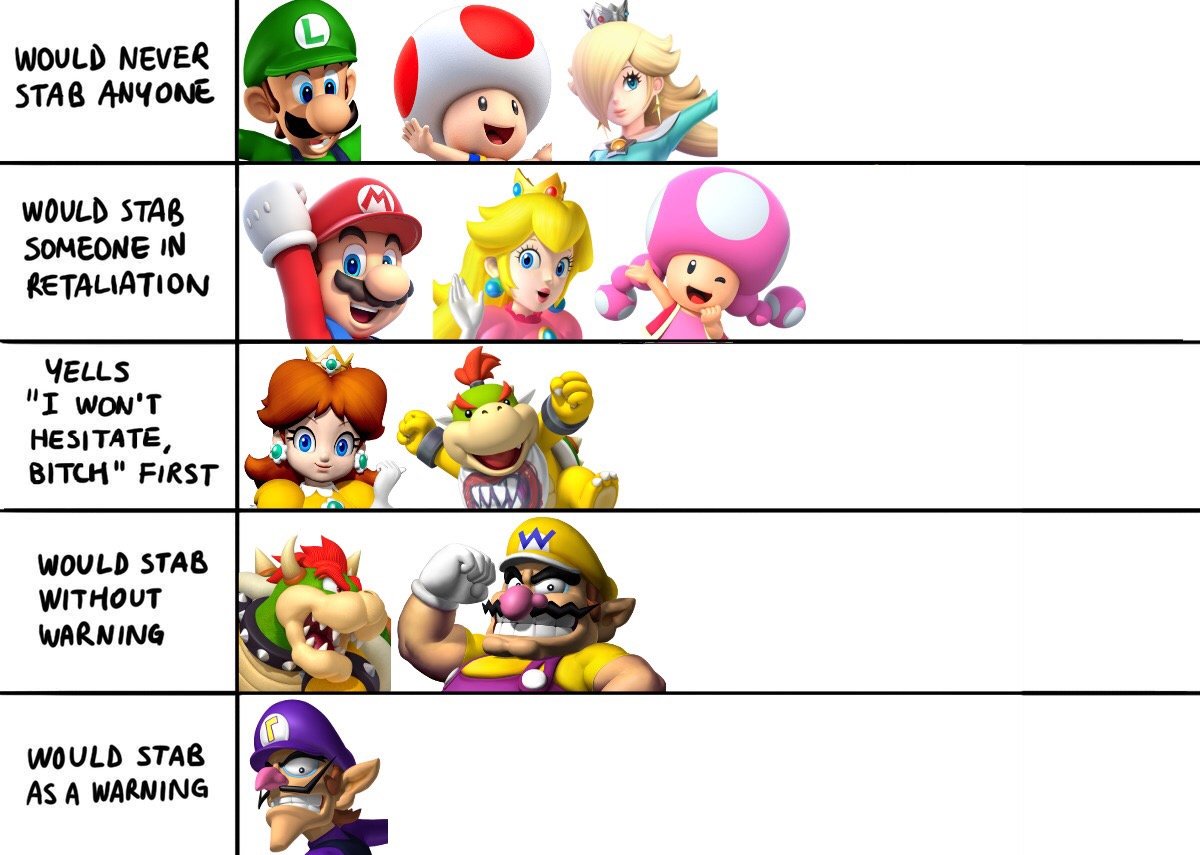 WOULD NEVER
STAB ANYONE
L
WOULD STAB
SOMEONE IN
RETALIATION
M
YELLS
"I WON'T
HESITATE,
BITCH" FIRST
WOULD STAB
WITHOUT
WARNING
W
WOULD STAB
AS A WARNING
Γ